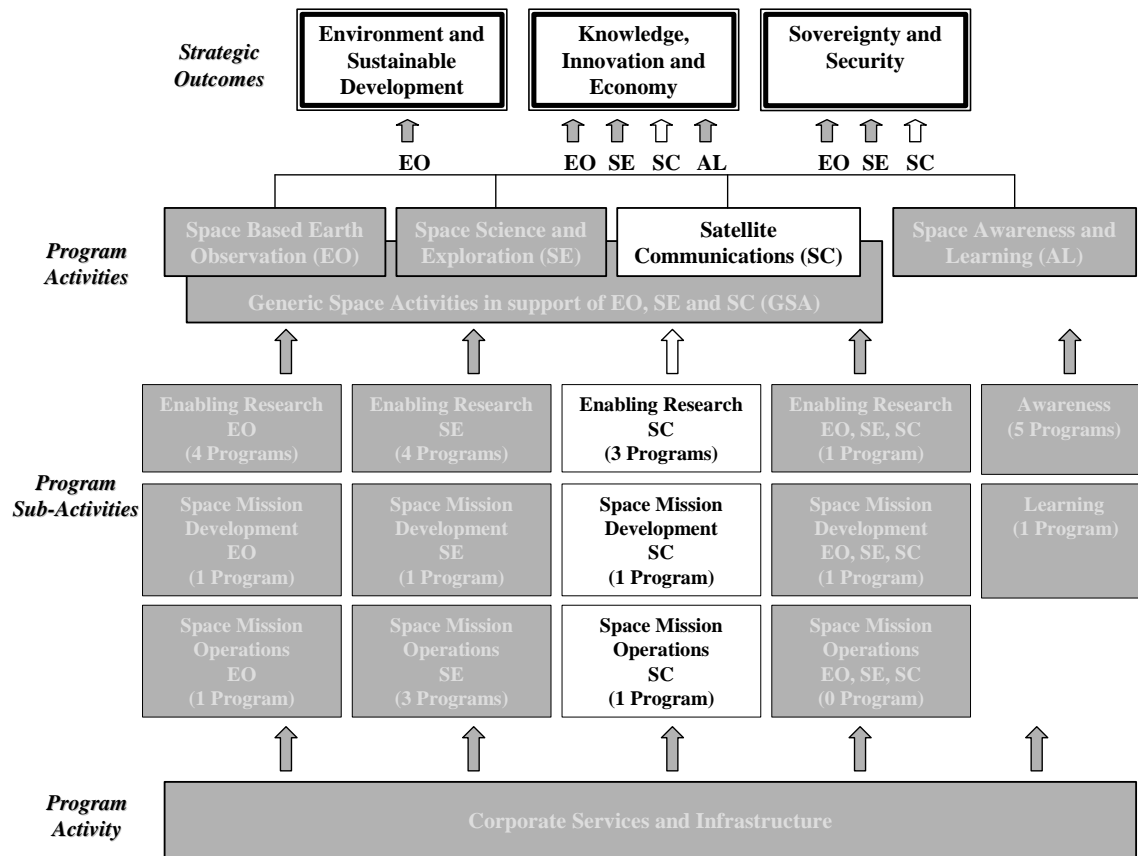 Strategic
Outcomes
Environment and
Sustainable
Development
Knowledge,
Innovation and
Economy
Sovereignty and
Security
EO
EO SE SC AL
EO SE SC
Program
Activities
Space Based Earth
Observation (EO)
Space Science and
Exploration (SE)
Satellite
Communications (SC)
Space Awareness and
Learning (AL)
Generic Space Activities in support of EO, SE and SC (GSA)
Program
Sub-Activities
Enabling Research
EO
(4 Programs)
Enabling Research
SE
(4 Programs)
Enabling Research
SC
(3 Programs)
Enabling Research
EO, SE, SC
(1 Program)
Awareness
(5 Programs)
Space Mission
Development
EO
(1 Program)
Space Mission
Development
SE
(1 Program)
Space Mission
Development
SC
(1 Program)
Space Mission
Development
EO, SE, SC
(1 Program)
Learning
(1 Program)
Space Mission
Operations
EO
(1 Program)
Space Mission
Operations
SE
(3 Programs)
Space Mission
Operations
SC
(1 Program)
Space Mission
Operations
EO, SE, SC
(0 Program)
Program
Activity
Corporate Services and Infrastructure